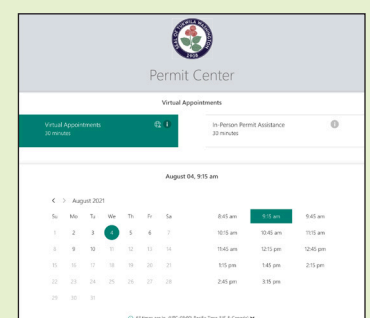 SEAL OF TUKWILA WASHINGTON
1908
Permit Center
Virtual Appointments
Virtual Appointments
30 minutes
In-Person Permit Assistance
30 minutes
August 04, 9:15 am
< > August 2021
Su Mo Tu We Th Fr Sa
1 2 3 4 5 6 7
8 9 10 11 12 13 14
15 16 17 18 19 20 21
22 23 24 25 26 27 28
29 30 31
8:45 am 9:15 am 9:45 am
10:15 am 10:45 am 11:15 am
11:45 am 12:15 pm 12:45 pm
1:15 pm 1:45 pm 2:15 pm
2:45 pm 3:15 pm